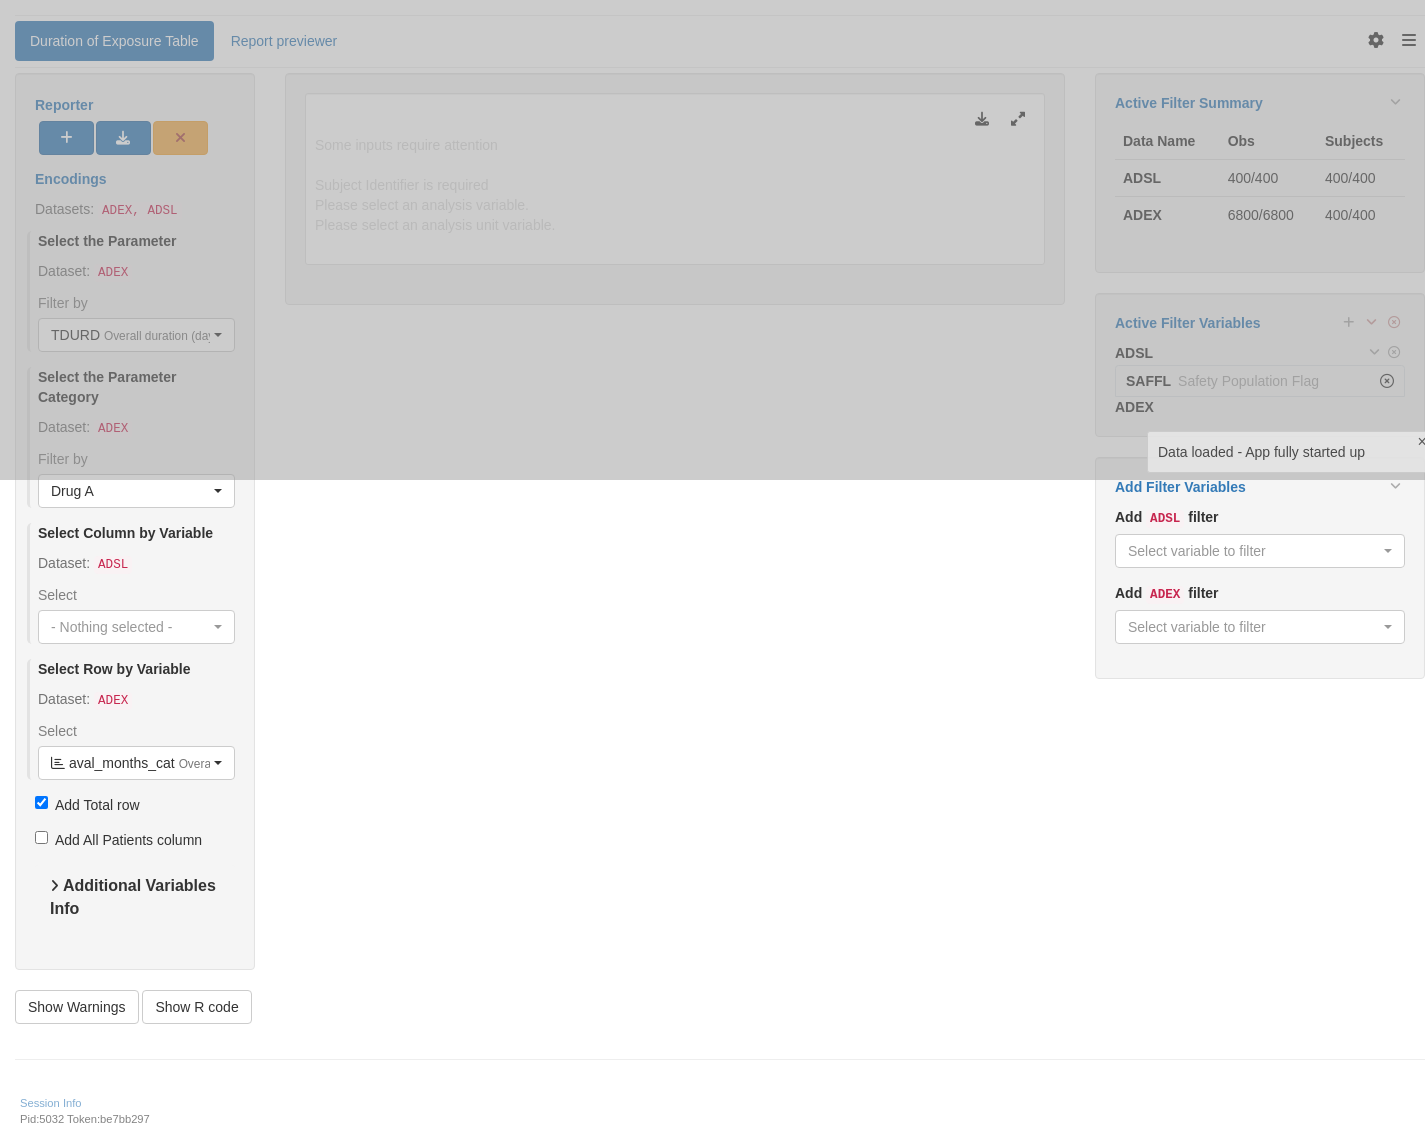 Duration of Exposure Table
Report previewer
Reporter
Encodings
Datasets: ADEX, ADSL
Select the Parameter
Dataset: ADEX
Filter by
TDURD Overall duration (day
Select the Parameter
Category
Dataset: ADEX
Filter by
Drug A
Select Column by Variable
Dataset: ADSL
Select
- Nothing selected -
Select Row by Variable
Dataset: ADEX
Select
aval_months_cat Overa
Add Total row
Add All Patients column
Additional Variables
Info
Show Warnings
Show R code
Some inputs require attention
Subject Identifier is required
Please select an analysis variable.
Please select an analysis unit variable.
Active Filter Summary
Data Name Obs Subjects
ADSL 400/400 400/400
ADEX 6800/6800 400/400
Active Filter Variables
ADSL
SAFFL Safety Population Flag
ADEX
Data loaded - App fully started up
Add Filter Variables
Add ADSL filter
Select variable to filter
Add ADEX filter
Select variable to filter
Session Info
Pid:5032 Token:be7bb297